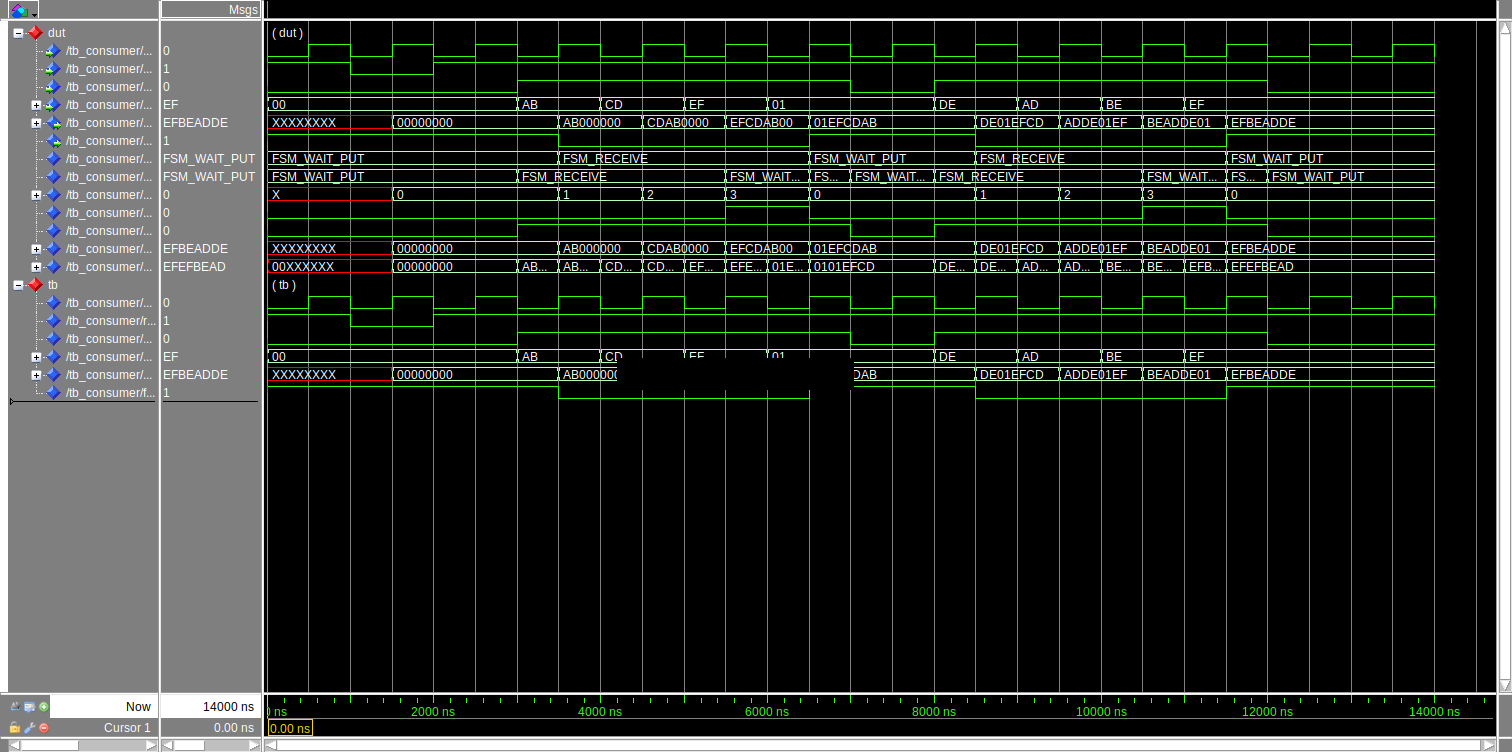 Msgs
dut ( dut )
/tb_consumer/... 0
/tb_consumer/... 1
/tb_consumer/... 0
/tb_consumer/... EF 00 AB CD EF 01 DE AD BE EF
/tb_consumer/... EFBEADDE XXXXXXXX 00000000 AB000000 CDAB0000 EFCDAB00 01EFCDAB DE01EFCD ADDE01EF BEADDE01 EFBEADDE
/tb_consumer/... 1
/tb_consumer/... FSM_WAIT_PUT FSM_WAIT_PUT FSM_RECEIVE FSM_WAIT_PUT FSM_RECEIVE FSM_WAIT_PUT
/tb_consumer/... FSM_WAIT_PUT FSM_WAIT_PUT FSM_RECEIVE FSM_WAIT... FS... FSM_WAIT... FSM_RECEIVE FSM_WAIT... FS... FSM_WAIT_PUT
/tb_consumer/... 0 X 0 1 2 3 0 1 2 3 0
/tb_consumer/... 0
/tb_consumer/... 0
/tb_consumer/... EFBEADDE XXXXXXXX 00000000 AB000000 CDAB0000 EFCDAB00 01EFCDAB DE01EFCD ADDE01EF BEADDE01 EFBEADDE
/tb_consumer/... EFEFBEAD 00XXXXXX 00000000 AB... AB... CD... CD... EF... EFE... 01E... 0101EFCD DE... DE... AD... AD... BE... BE... EFB... EFEFBEAD
tb ( tb )
/tb_consumer/... 0
/tb_consumer/r... 1
/tb_consumer/... 0
/tb_consumer/... EF 00 AB CD EF 01 DE AD BE EF
/tb_consumer/... EFBEADDE XXXXXXXX 00000000 AB00000 DAB DE01EFCD ADDE01EF BEADDE01 EFBEADDE
/tb_consumer/f... 1
Now 14000 ns ns 2000 ns 4000 ns 6000 ns 8000 ns 10000 ns 12000 ns 14000 ns
Cursor 1 0.00 ns 0.00 ns